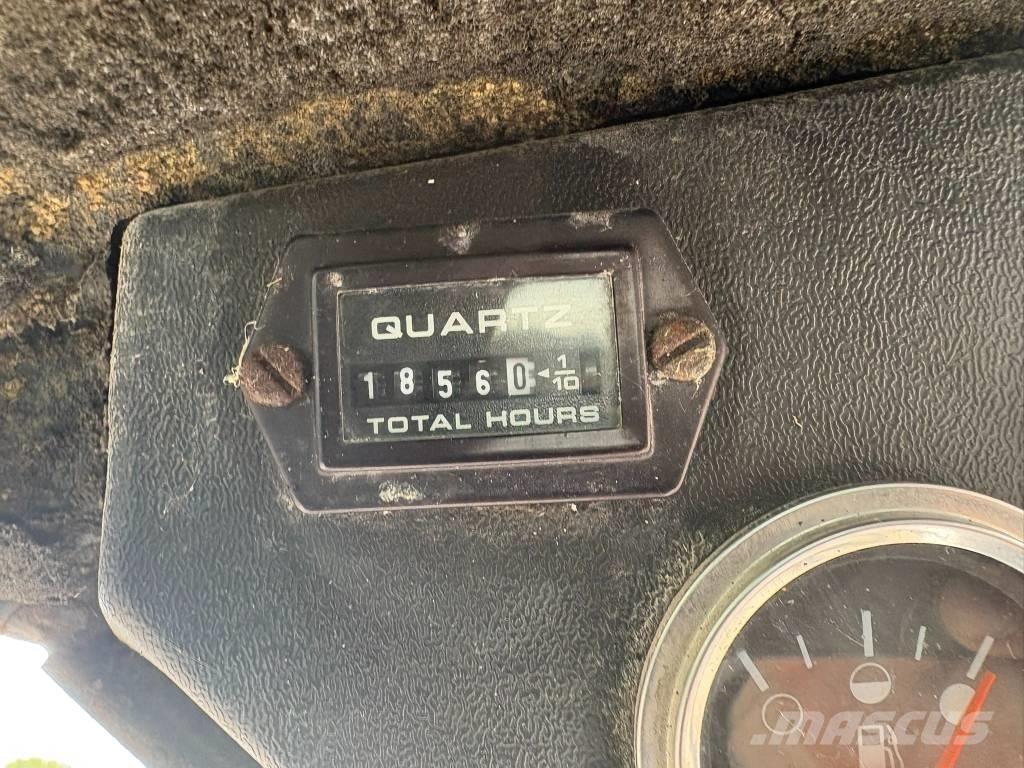 QUARTZ
1 8 5 6 0 ◄ 1/10
TOTAL HOURS
MASCUS